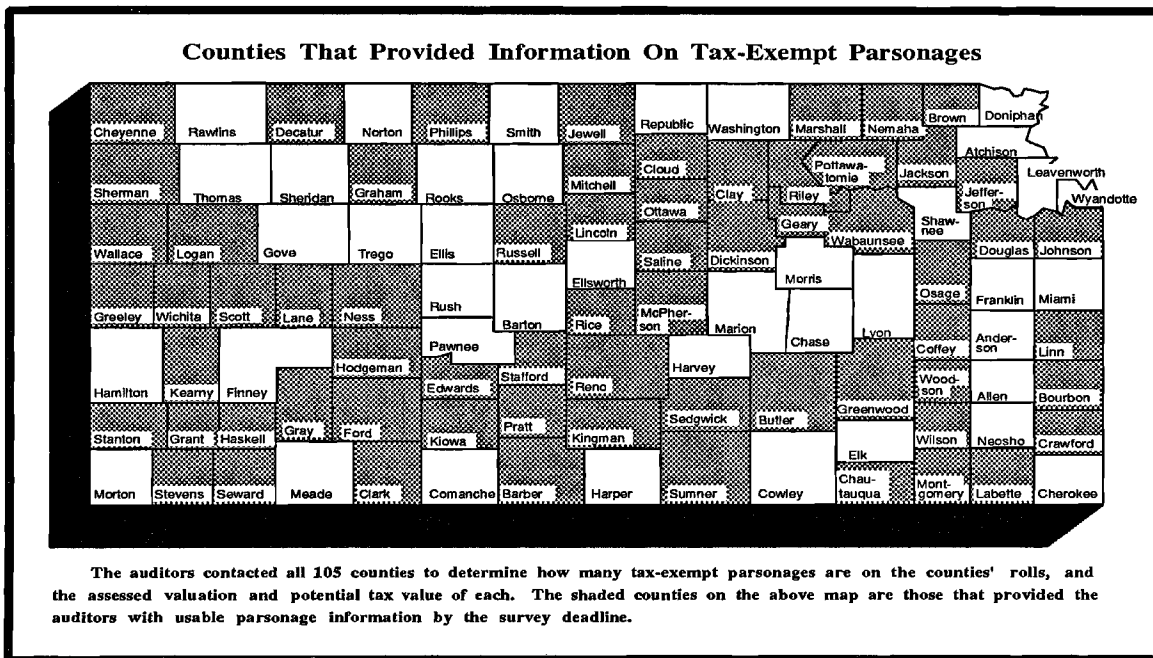 Counties That Provided Information On Tax-Exempt Parsonages
Cheyenne Rawlins Decatur Norton Phillips Smith Jewell Republic Washington Marshall Nemaha Brown Doniphan
Atchison
Sherman Thomas Sheridan Graham Rooks Osborne Mitchell Cloud Clay Riley Pottawa-
tomie Jackson Jeffer-
son Leavenworth
Wyandotte
Ottawa
Lincoln
Geary
Shaw-
nee
Wallace Logan Gove Trego Ellis Russell Saline Dickinson Wabaunsee Douglas Johnson
Ellsworth Morris
Osage Franklin Miami
Greeley Wichita Scott Lane Ness Rush Barton Rice McPher-
son Marion Chase Lyon
Pawnee
Coffey Ander-
son Linn
Hamilton Kearny Finney Hodgeman Edwards Stafford Reno Harvey
Wood-
son Allen Bourbon
Stanton Grant Haskell Gray Ford Kiowa Pratt Kingman Sedgwick Butler Greenwood
Wilson Neosho Crawford
Elk
Morton Stevens Seward Meade Clark Comanche Barber Harper Sumner Cowley Chau-
tauqua Mont-
gomery Labette Cherokee
The auditors contacted all 105 counties to determine how many tax-exempt parsonages are on the counties' rolls, and
the assessed valuation and potential tax value of each. The shaded counties on the above map are those that provided the
auditors with usable parsonage information by the survey deadline.